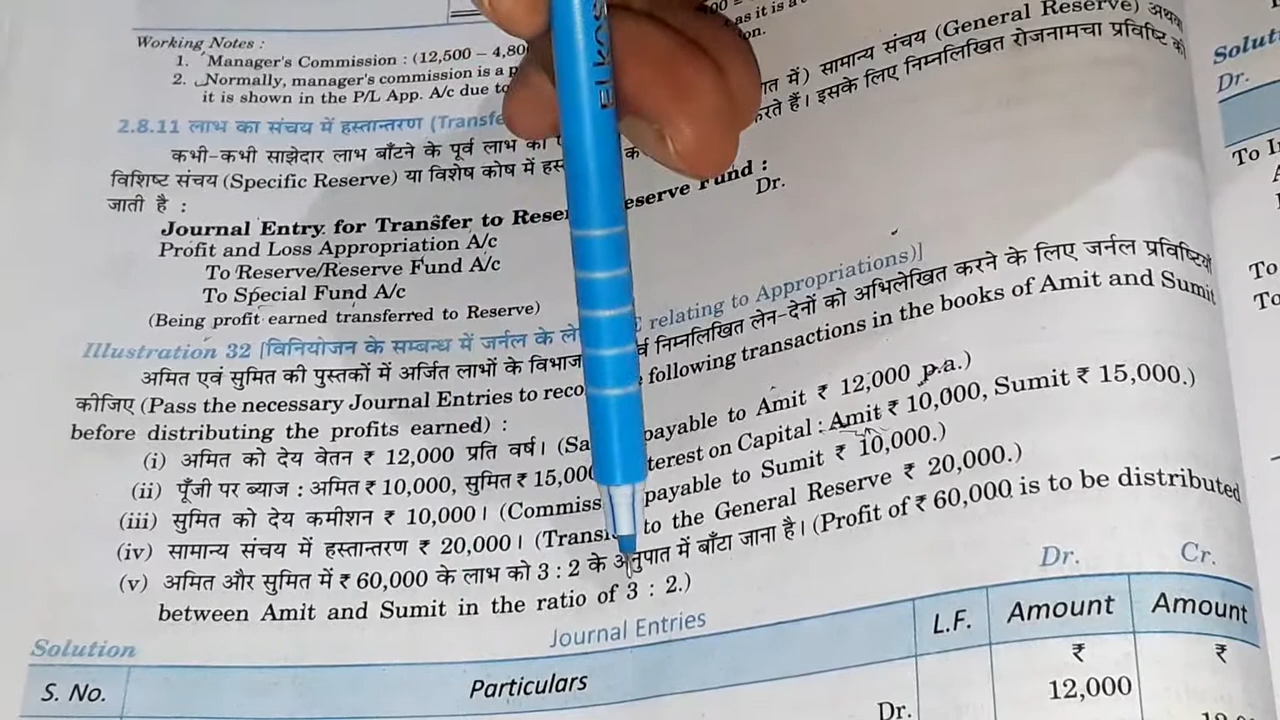 Working Notes :
1. Manager's Commission : (12,500 – 4,80
2. Normally, manager's commission is a p
as it is a
it is shown in the P/L App. A/c due to
on.
2.8.11 लाभ का संचय में हस्तान्तरण (Transfe
कभी-कभी साझेदार लाभ बाँटने के पूर्व लाभ का
में) सामान्य संचय (General Reserve) अथवा
विशिष्ट संचय (Specific Reserve) या विशेष कोष में हस
करते हैं। इसके लिए निम्नलिखित रोजनामचा प्रविष्टि की
जाती है :
Journal Entry for Transfer to Rese eserve Fund :
Profit and Loss Appropriation A/c Dr.
To Reserve/Reserve Fund A/c
To Special Fund A/c
(Being profit earned transferred to Reserve)
Illustration 32 [विनियोजन के सम्बन्ध में जर्नल के ले relating to Appropriations)]
अमित एवं सुमित की पुस्तकों में अर्जित लाभों के विभाज निम्नलिखित लेन-देनों को अभिलेखित करने के लिए जर्नल प्रविष्टियाँ
कीजिए (Pass the necessary Journal Entries to reco following transactions in the books of Amit and Sumit
before distributing the profits earned) :
(i) अमित को देय वेतन ₹ 12,000 प्रति वर्ष। (Sa payable to Amit ₹ 12,000 p.a.)
(ii) पूँजी पर ब्याज : अमित ₹ 10,000, सुमित ₹ 15,000 terest on Capital : Amit ₹ 10,000, Sumit ₹ 15,000.)
(iii) सुमित को देय कमीशन ₹ 10,000। (Commiss payable to Sumit ₹ 10,000.)
(iv) सामान्य संचय में हस्तान्तरण ₹ 20,000। (Transf to the General Reserve ₹ 20,000.)
(v) अमित और सुमित में ₹ 60,000 के लाभ को 3 : 2 के अनुपात में बाँटा जाना है। (Profit of ₹ 60,000 is to be distributed
between Amit and Sumit in the ratio of 3 : 2.)
Solution Journal Entries Dr. Cr.
S. No. Particulars L.F. Amount Amount
₹ ₹
Dr. 12,000
Solut
Dr.
To I
To
To